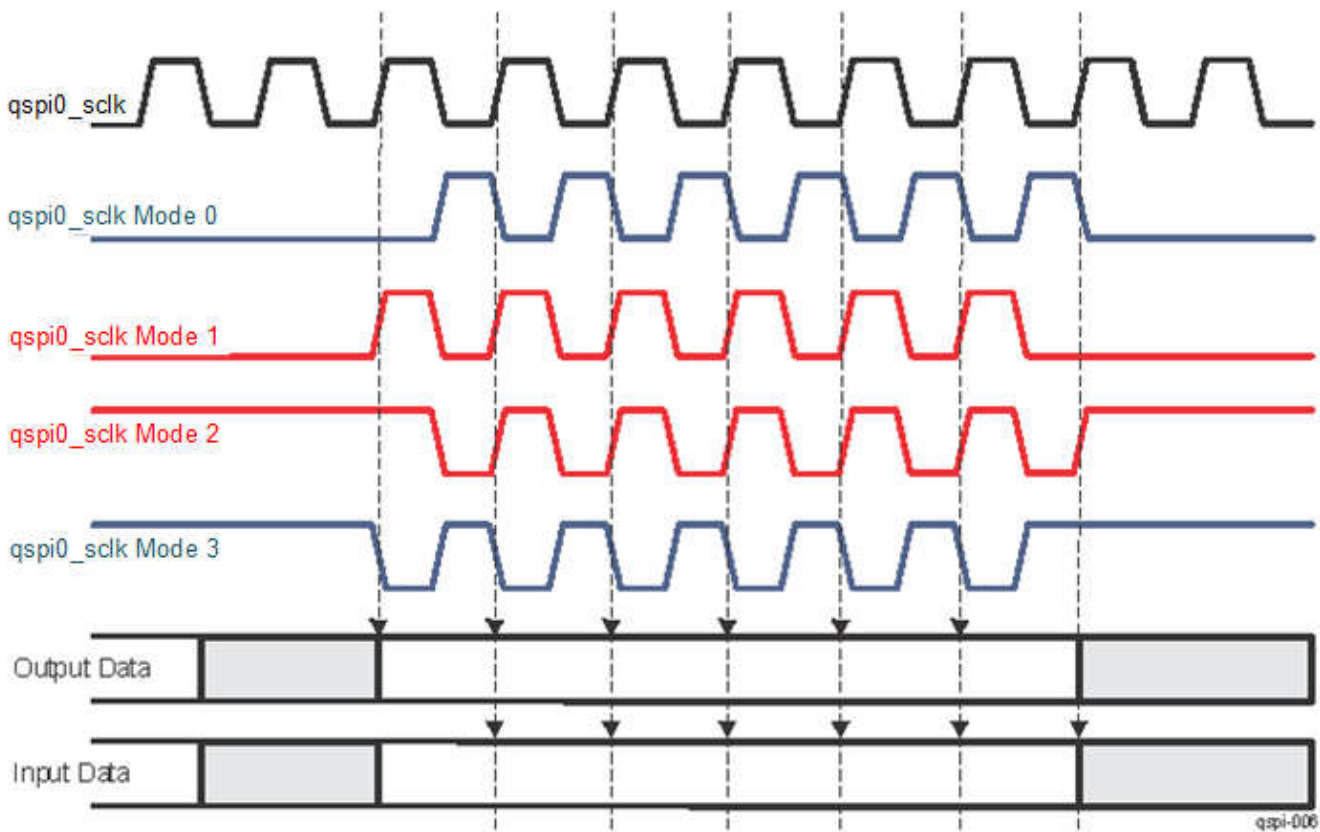 qspi0_sclk
qspi0_sclk Mode 0
qspi0_sclk Mode 1
qspi0_sclk Mode 2
qspi0_sclk Mode 3
Output Data
Input Data
qspi-006